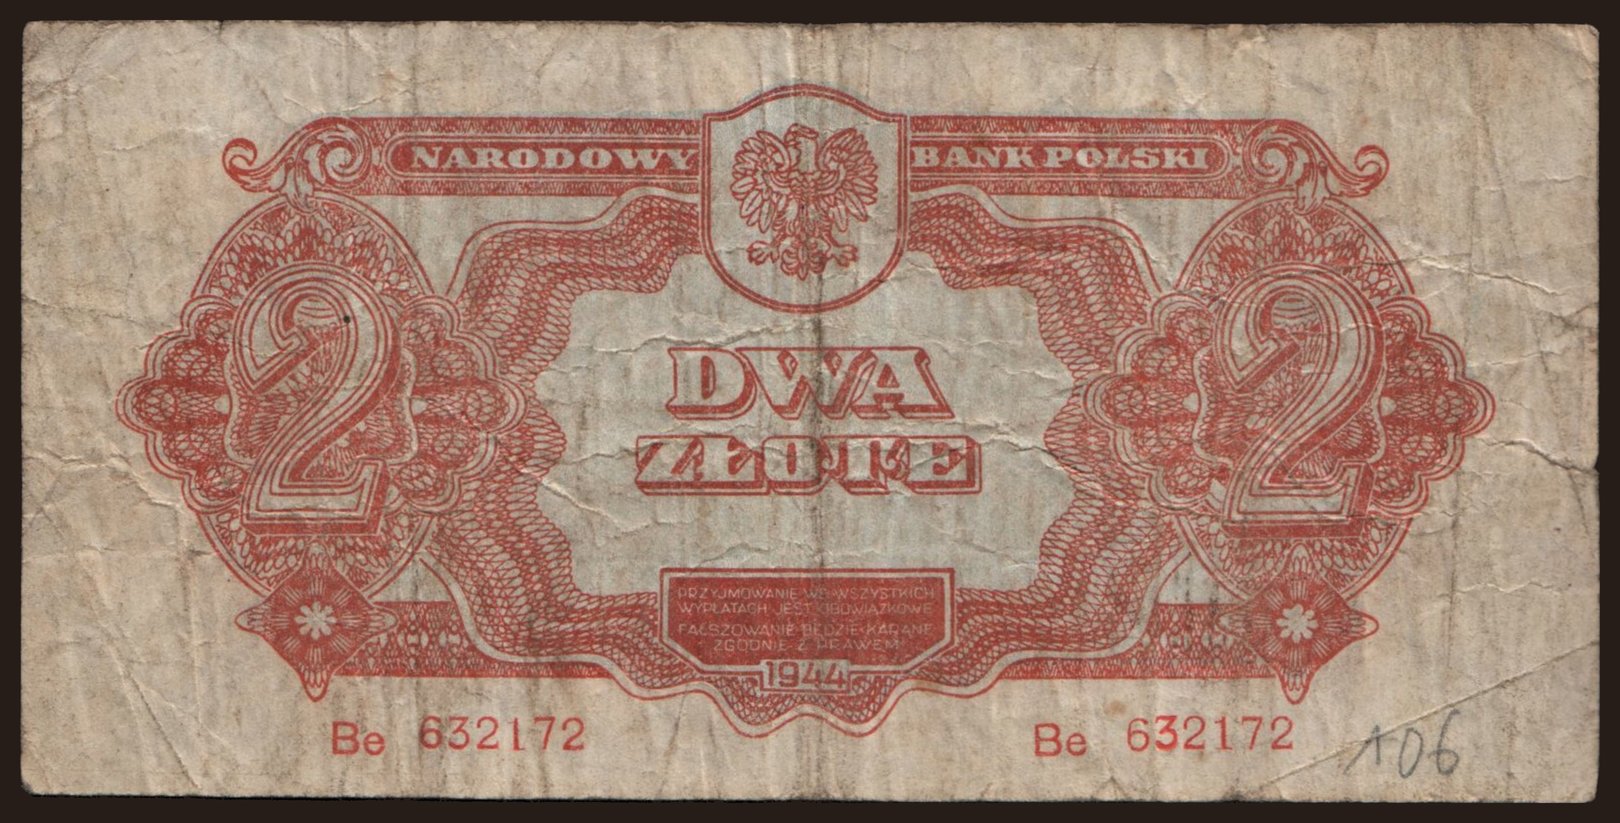 NARODOWY BANK POLSKI
2 2
DWA
ZŁOTE
PRZYJMOWANIE WE WSZYSTKICH
WYPŁATACH JEST OBOWIĄZKOWE
FAŁSZOWANIE BĘDZIE KARANE
ZGODNIE Z PRAWEM
1944
Be 632172 Be 632172
106